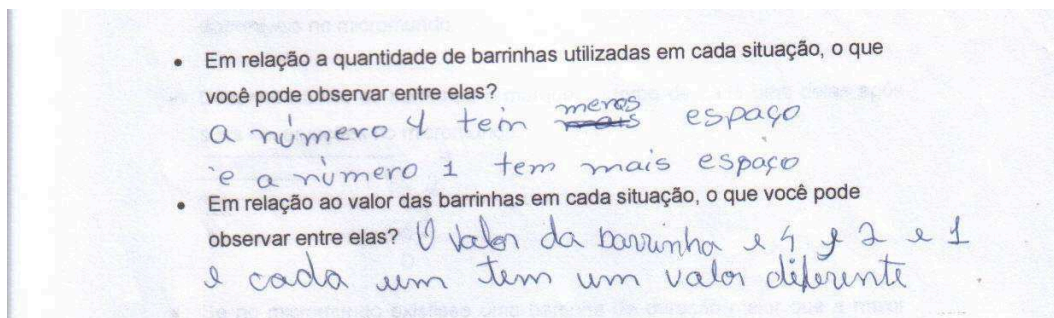 • Em relação a quantidade de barrinhas utilizadas em cada situação, o que
você pode observar entre elas?
a número 4 tem menos espaço
e a número 1 tem mais espaço
• Em relação ao valor das barrinhas em cada situação, o que você pode
observar entre elas? O valor da barrinha e 4 e 2 e 1
e cada um tem um valor diferente